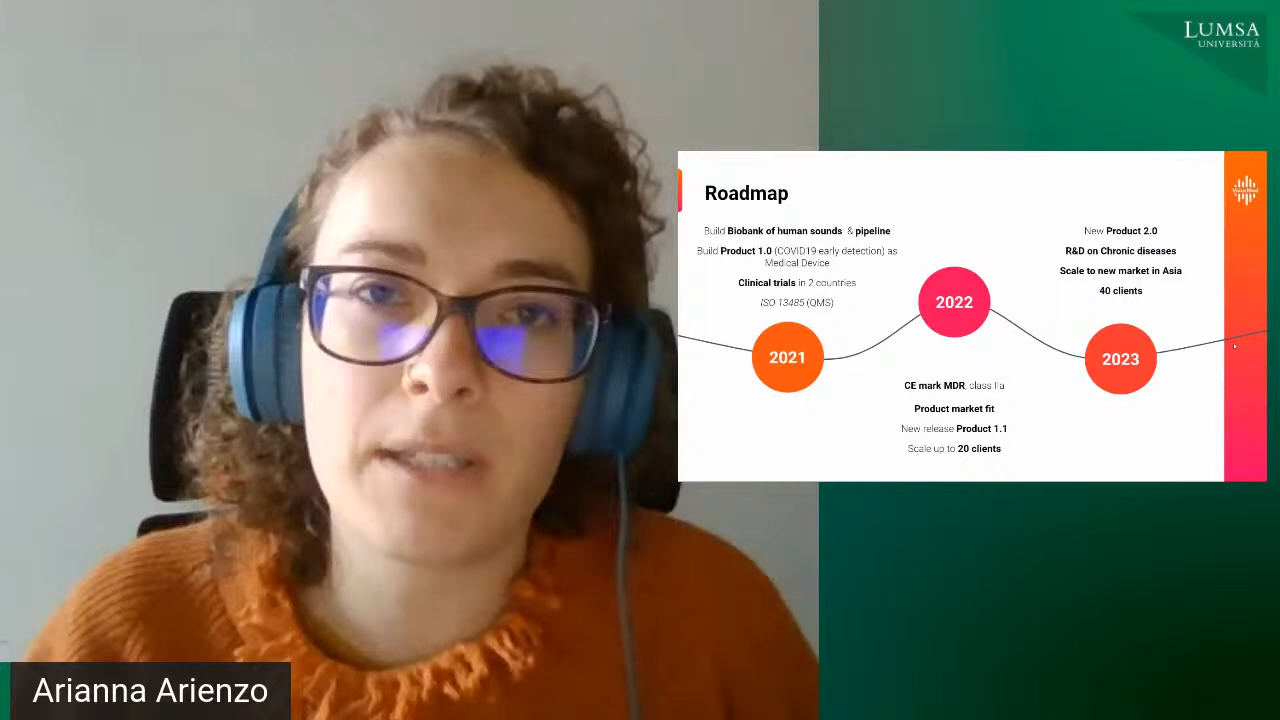 LUMSA
UNIVERSITÀ
Roadmap
VoiceMed
Build Biobank of human sounds & pipeline
Build Product 1.0 (COVID19 early detection) as
Medical Device
Clinical trials in 2 countries
ISO 13485 (QMS)
2021
2022
CE mark MDR, class IIa
Product market fit
New release Product 1.1
Scale up to 20 clients
New Product 2.0
R&D on Chronic diseases
Scale to new market in Asia
40 clients
2023
Arianna Arienzo